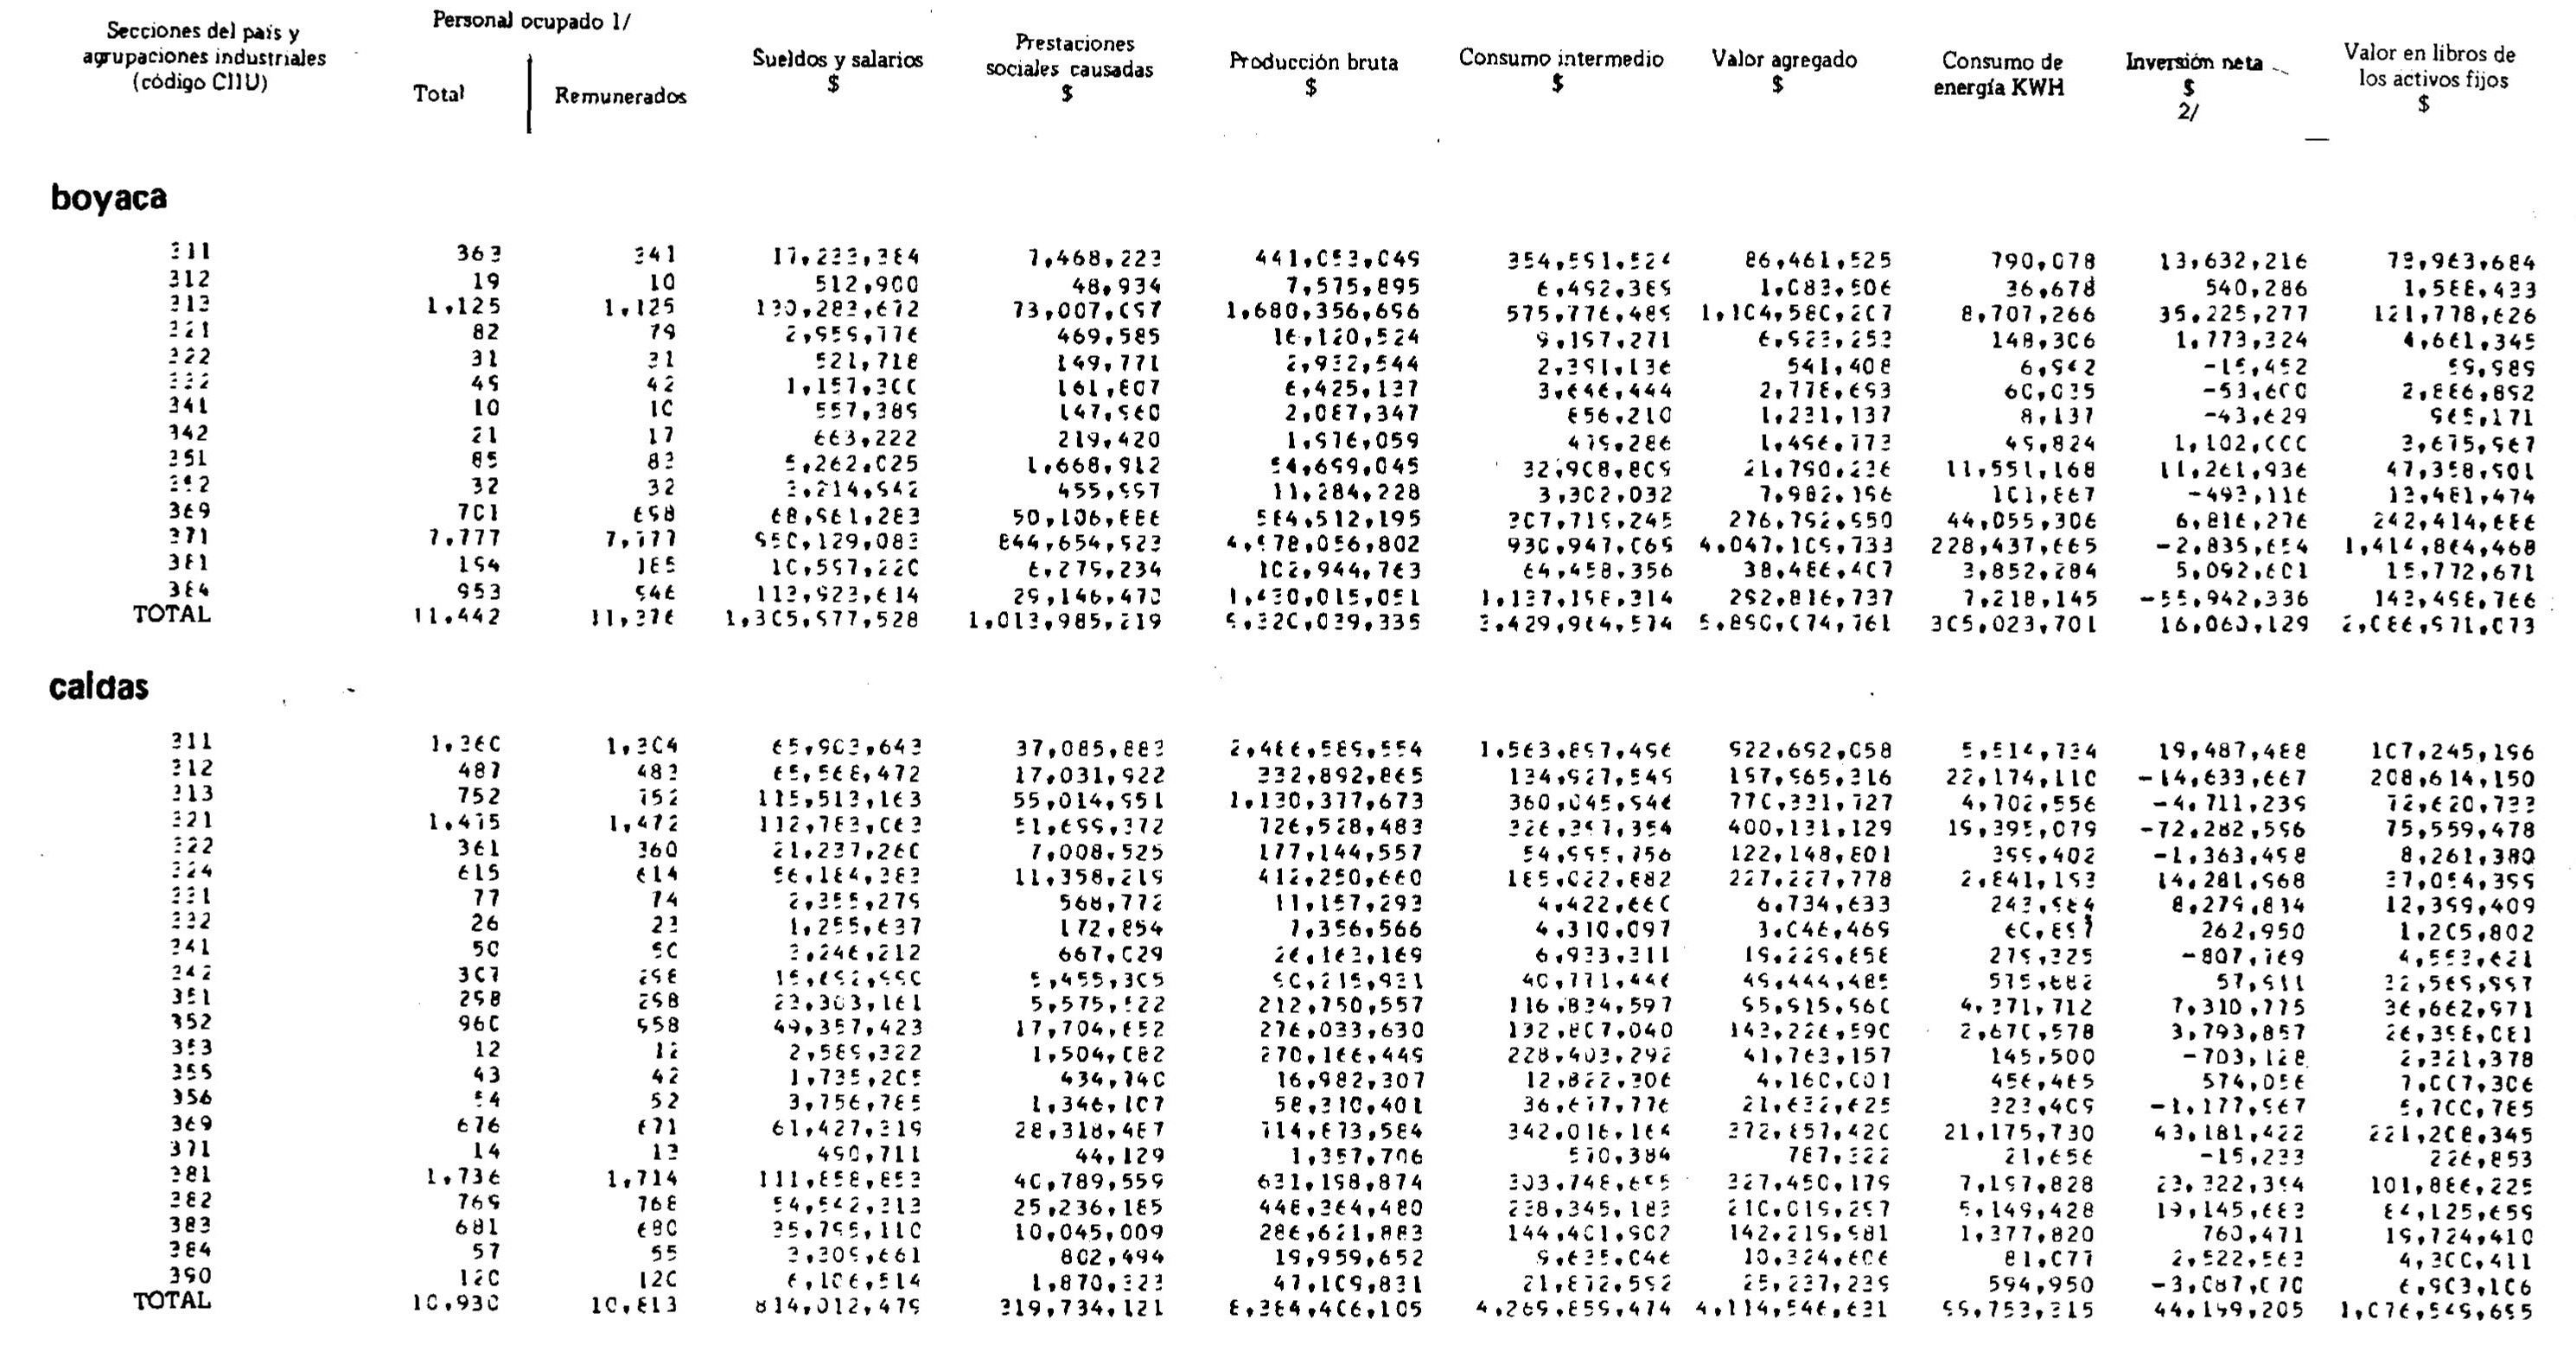 Secciones del país y agrupaciones industriales (código CIIU)
Personal ocupado 1/
Total
Remunerados
Sueldos y salarios $
Prestaciones sociales causadas $
Producción bruta $
Consumo intermedio $
Valor agregado $
Consumo de energía KWH
Inversión neta $ 2/
Valor en libros de los activos fijos $
boyaca
311 363 341 17,233,384 7,468,223 441,053,049 354,591,524 86,461,525 790,078 13,632,216 73,963,684
312 19 10 512,900 48,934 7,575,895 6,492,389 1,083,506 36,678 540,286 1,588,433
313 1,125 1,125 130,283,672 73,007,097 1,680,356,696 575,776,489 1,104,580,207 8,707,266 35,225,277 121,778,626
321 82 79 2,959,776 469,585 16,120,524 9,197,271 6,923,253 148,306 1,773,324 4,661,345
322 31 31 521,718 149,771 2,932,544 2,391,136 541,408 6,942 -15,452 59,989
332 49 42 1,157,300 161,807 6,425,137 3,646,444 2,778,693 60,035 -53,600 2,886,892
341 10 10 557,389 147,960 2,087,347 856,210 1,231,137 8,137 -43,629 965,171
342 21 17 663,222 219,420 1,976,059 479,286 1,496,773 49,824 1,102,000 3,675,967
351 85 83 5,262,025 1,668,912 54,699,045 32,908,809 21,790,236 11,551,168 11,261,936 47,358,901
352 32 32 3,214,942 455,997 11,284,228 3,302,032 7,982,196 101,867 -493,116 13,481,474
369 701 698 68,961,283 50,106,686 584,512,195 307,719,245 276,792,950 44,055,306 6,816,276 242,414,686
371 7,777 7,777 950,129,083 844,654,923 4,978,056,802 930,947,069 4,047,109,733 228,437,665 -2,835,654 1,414,864,468
381 194 185 10,597,220 6,279,234 102,944,763 64,458,356 38,486,407 3,852,284 5,092,601 15,772,671
384 953 946 113,923,614 29,146,470 1,430,015,051 1,137,198,314 292,816,737 7,218,145 -55,942,336 143,498,766
TOTAL 11,442 11,376 1,305,977,528 1,013,985,219 9,320,039,335 3,429,964,574 5,890,074,761 305,023,701 16,060,129 2,086,971,073
caldas
311 1,360 1,304 65,903,643 37,085,883 2,486,589,554 1,563,897,496 922,692,058 5,514,734 19,487,488 107,245,196
312 487 483 65,568,472 17,031,922 332,892,865 134,927,549 197,965,316 22,174,110 -14,633,667 208,614,150
313 752 752 115,513,163 55,014,951 1,130,377,673 360,045,946 770,331,727 4,702,556 -4,711,239 72,620,733
321 1,475 1,472 112,783,063 51,699,372 726,528,483 326,397,354 400,131,129 19,395,079 -72,282,596 75,559,478
322 361 360 21,237,260 7,008,525 177,144,557 54,995,756 122,148,801 399,402 -1,363,498 8,261,380
324 615 614 56,184,383 11,358,219 412,250,660 185,022,882 227,227,778 2,841,193 14,281,968 37,054,399
331 77 74 2,355,279 568,772 11,157,293 4,422,660 6,734,633 243,984 8,279,834 12,399,409
332 26 23 1,255,637 172,854 7,356,566 4,310,097 3,046,469 60,897 262,950 1,205,802
341 50 50 3,246,212 667,029 26,163,169 6,933,311 19,229,858 279,325 -807,769 4,553,621
342 307 298 15,692,990 5,455,305 90,215,931 40,771,446 49,444,485 575,882 57,911 32,569,957
351 298 298 23,303,161 5,575,522 212,750,557 116,834,597 95,915,960 4,371,712 7,310,775 36,662,971
352 960 958 49,357,423 17,704,652 276,033,630 132,807,040 143,226,590 2,670,578 3,793,857 26,398,081
353 12 12 2,589,322 1,504,082 270,166,449 228,403,292 41,763,157 145,500 -703,128 2,321,378
355 43 42 1,735,205 434,740 16,982,307 12,822,306 4,160,001 456,465 574,056 7,007,306
356 54 52 3,756,785 1,346,107 58,310,401 36,677,776 21,632,625 323,409 -1,177,967 5,700,785
369 676 671 61,427,319 28,318,487 714,873,584 342,016,164 372,857,420 21,175,730 43,181,422 221,208,345
371 14 13 490,711 44,129 1,357,706 570,384 787,322 21,656 -15,233 226,853
381 1,736 1,714 111,858,853 40,789,559 631,198,874 303,748,695 327,450,179 7,197,828 23,322,394 101,886,225
382 769 768 54,542,313 25,236,185 448,364,480 238,345,183 210,019,297 5,149,428 19,145,683 84,125,659
383 681 680 35,795,110 10,045,009 286,621,883 144,401,902 142,219,981 1,377,820 760,471 19,724,410
384 57 55 3,309,661 802,494 19,959,652 9,635,046 10,324,606 81,077 2,522,563 4,300,411
390 120 120 6,106,514 1,870,323 47,109,831 21,872,592 25,237,239 594,950 -3,087,070 6,903,106
TOTAL 10,930 10,813 814,012,479 319,734,121 8,384,406,105 4,269,859,474 4,114,546,631 99,753,315 44,199,205 1,076,549,695